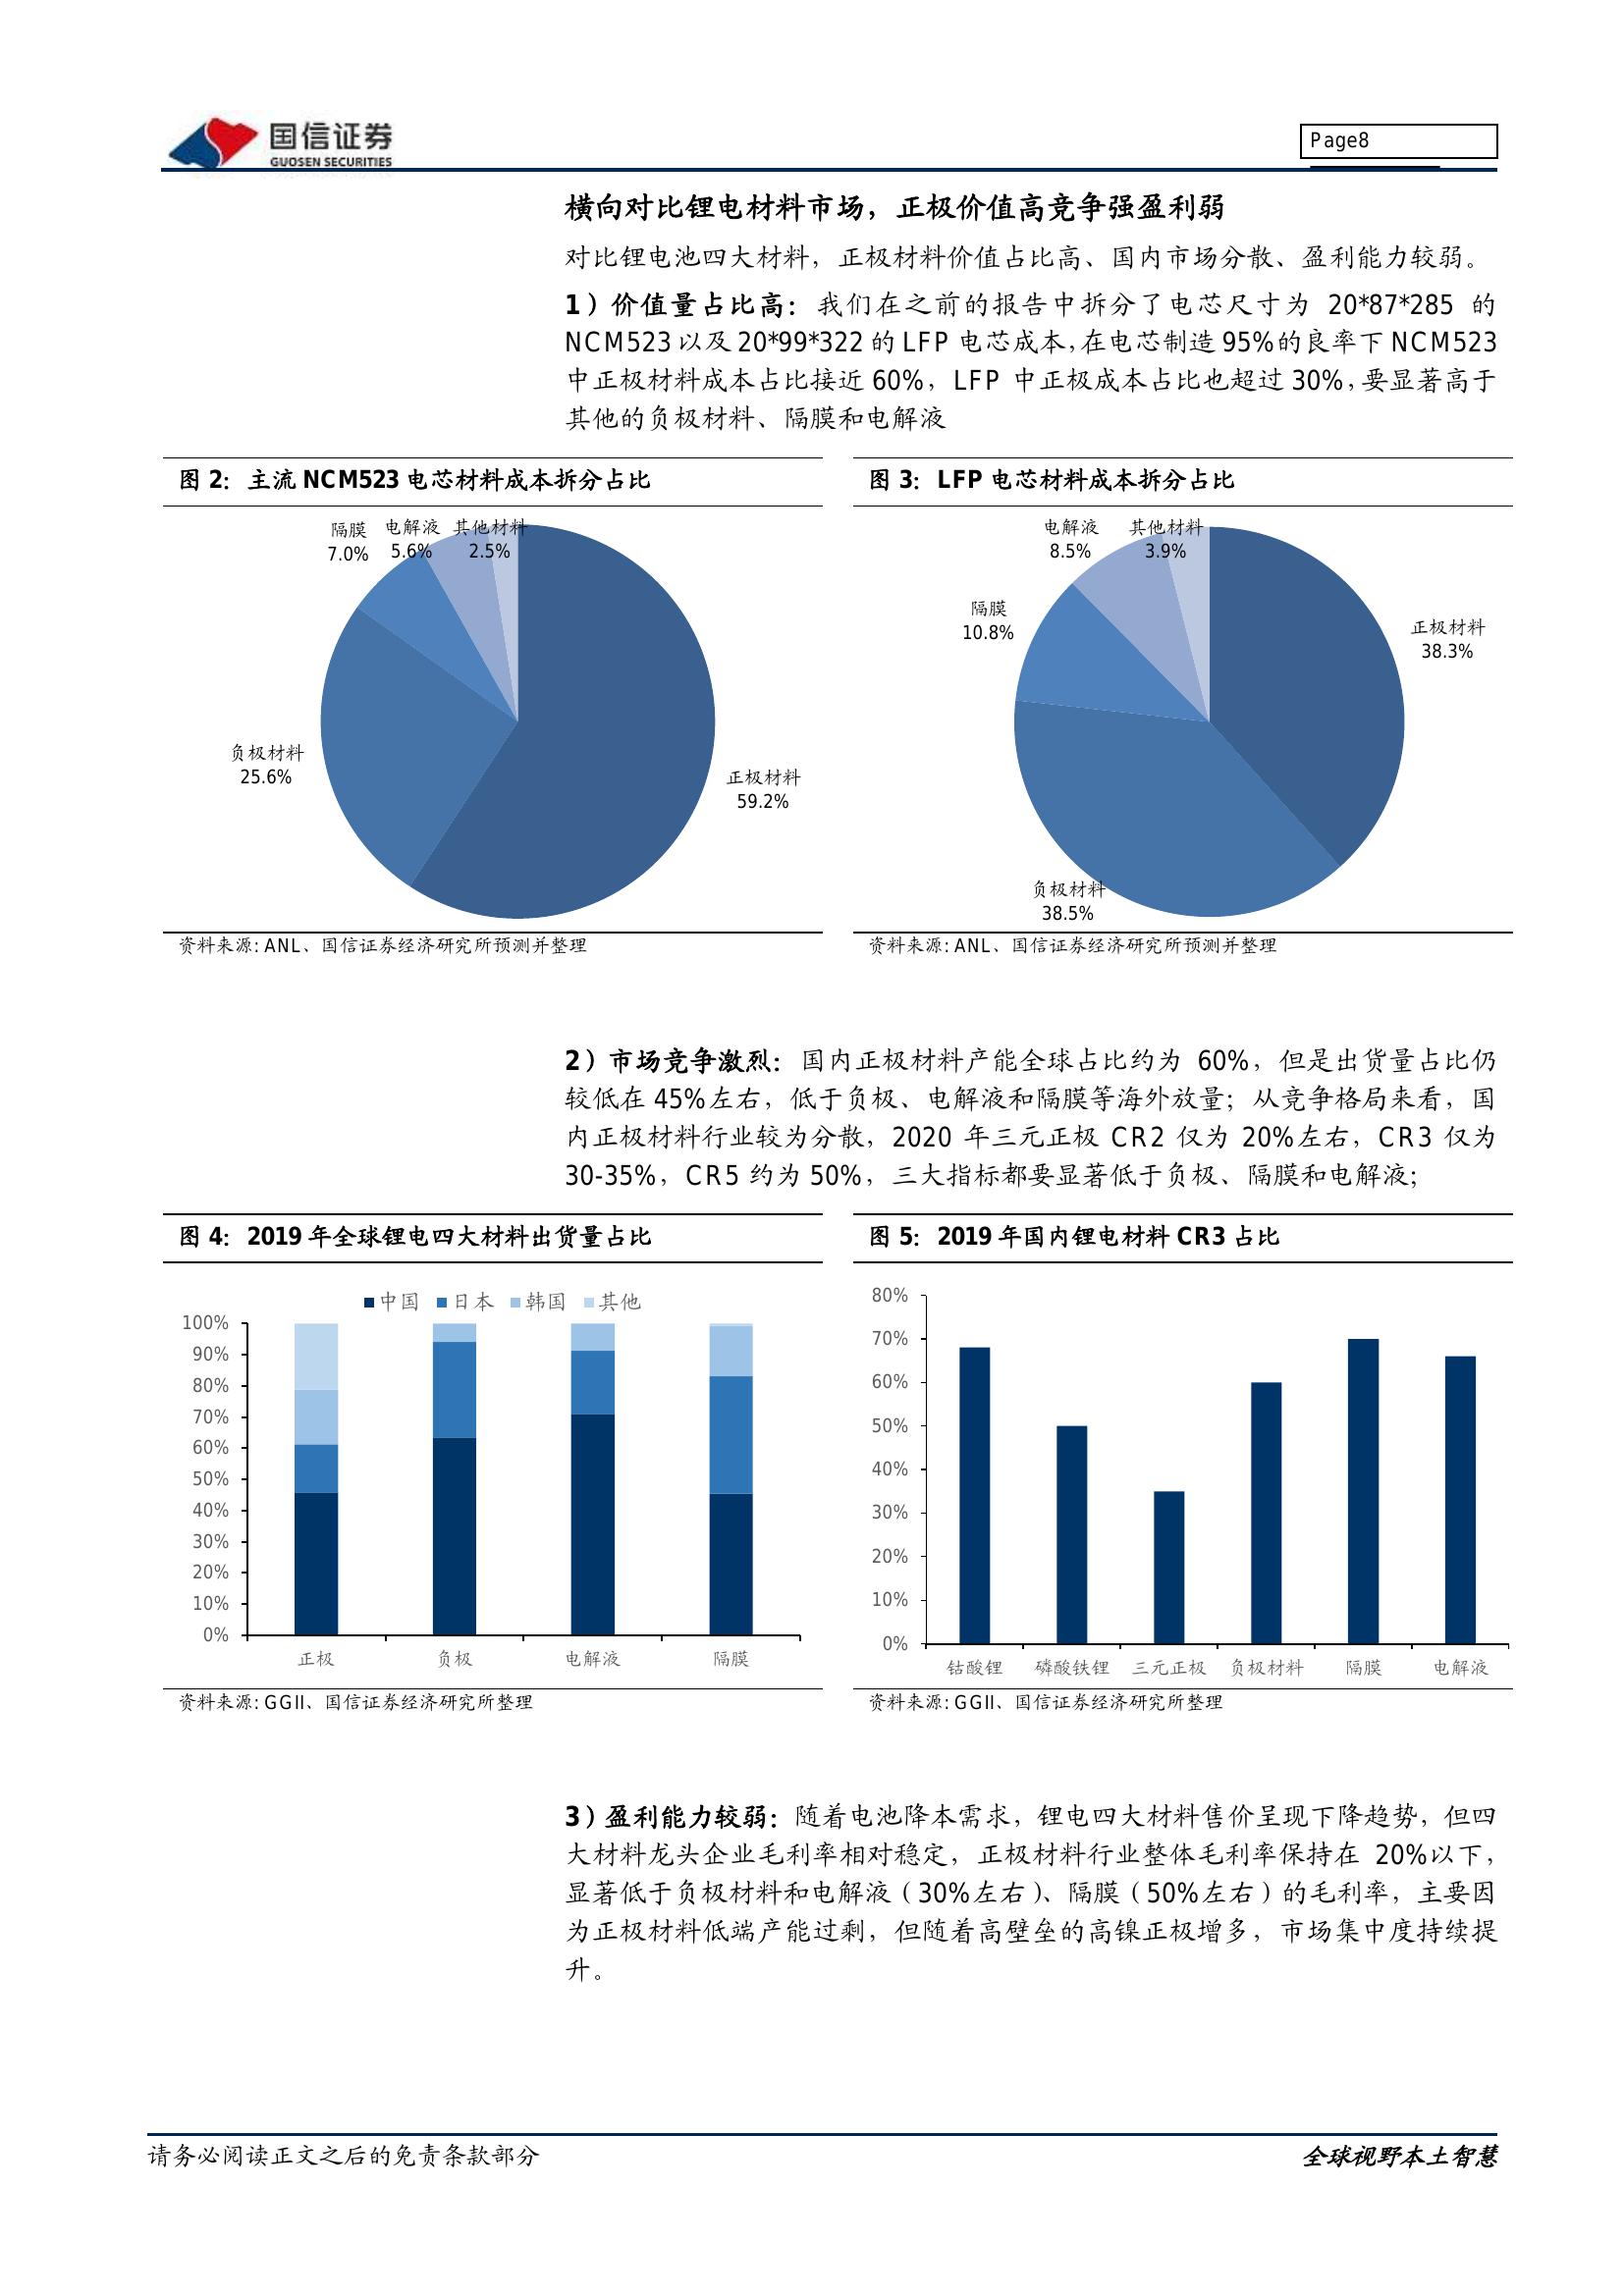 国信证券
GUOSEN SECURITIES
Page8
横向对比锂电材料市场，正极价值高竞争强盈利弱
对比锂电池四大材料，正极材料价值占比高、国内市场分散、盈利能力较弱。
1）价值量占比高：我们在之前的报告中拆分了电芯尺寸为 20*87*285 的
NCM523 以及 20*99*322 的 LFP 电芯成本，在电芯制造 95%的良率下 NCM523
中正极材料成本占比接近 60%，LFP 中正极成本占比也超过 30%，要显著高于
其他的负极材料、隔膜和电解液
图 2：主流 NCM523 电芯材料成本拆分占比
隔膜
7.0%
电解液
5.6%
其他材料
2.5%
负极材料
25.6%
正极材料
59.2%
资料来源: ANL、国信证券经济研究所预测并整理
图 3：LFP 电芯材料成本拆分占比
电解液
8.5%
其他材料
3.9%
隔膜
10.8%
正极材料
38.3%
负极材料
38.5%
资料来源: ANL、国信证券经济研究所预测并整理
2）市场竞争激烈：国内正极材料产能全球占比约为 60%，但是出货量占比仍
较低在 45%左右，低于负极、电解液和隔膜等海外放量；从竞争格局来看，国
内正极材料行业较为分散，2020 年三元正极 CR2 仅为 20%左右，CR3 仅为
30-35%，CR5 约为 50%，三大指标都要显著低于负极、隔膜和电解液；
图 4：2019 年全球锂电四大材料出货量占比
中国 日本 韩国 其他
100%
90%
80%
70%
60%
50%
40%
30%
20%
10%
0%
正极 负极 电解液 隔膜
资料来源: GGII、国信证券经济研究所整理
图 5：2019 年国内锂电材料 CR3 占比
80%
70%
60%
50%
40%
30%
20%
10%
0%
钴酸锂 磷酸铁锂 三元正极 负极材料 隔膜 电解液
资料来源: GGII、国信证券经济研究所整理
3）盈利能力较弱：随着电池降本需求，锂电四大材料售价呈现下降趋势，但四
大材料龙头企业毛利率相对稳定，正极材料行业整体毛利率保持在 20%以下，
显著低于负极材料和电解液（30%左右）、隔膜（50%左右）的毛利率，主要因
为正极材料低端产能过剩，但随着高壁垒的高镍正极增多，市场集中度持续提
升。
请务必阅读正文之后的免责条款部分
全球视野本土智慧